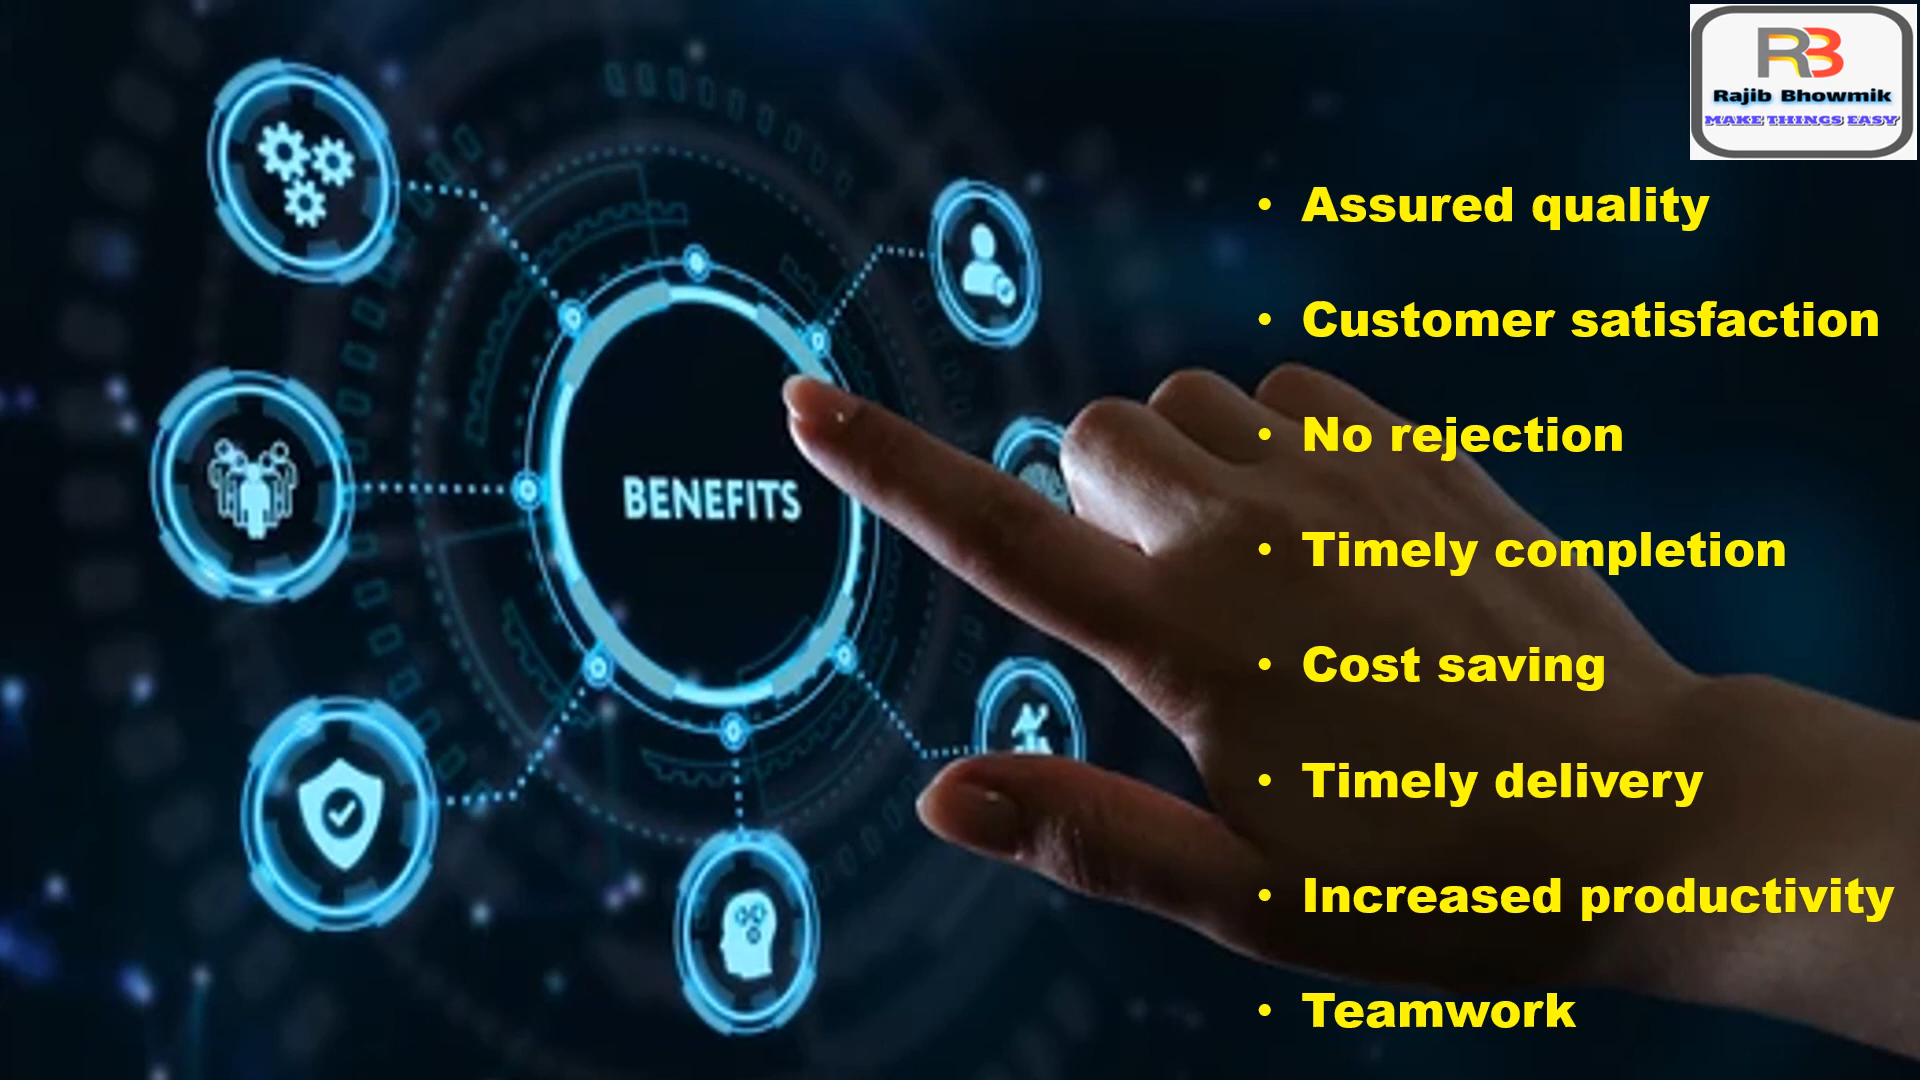 RB
Rajib Bhowmik
MAKE THINGS EASY
• Assured quality
• Customer satisfaction
• No rejection
• Timely completion
• Cost saving
• Timely delivery
• Increased productivity
• Teamwork
BENEFITS